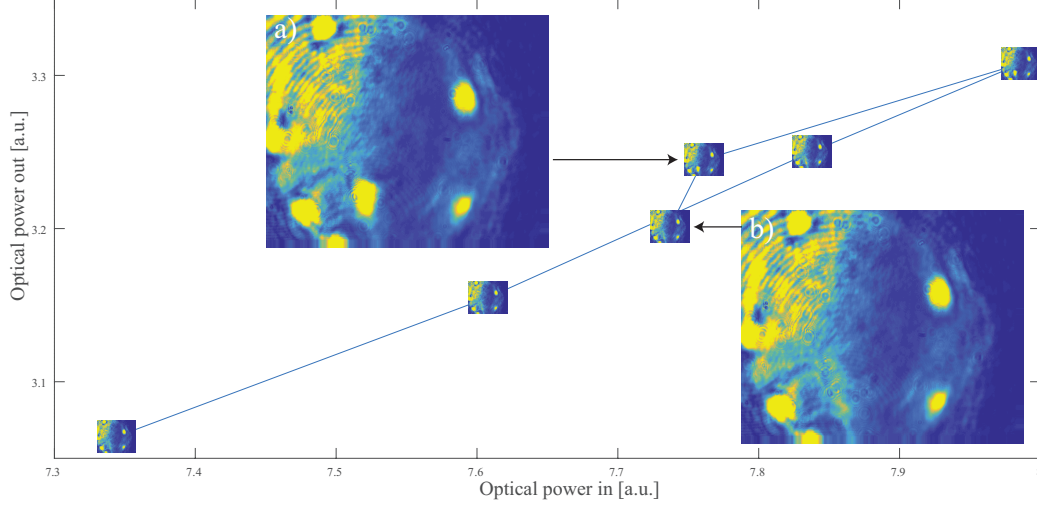 a)
3.3
3.2
b)
3.1
Optical power out [a.u.]
7.3 7.4 7.5 7.6 7.7 7.8 7.9
Optical power in [a.u.]